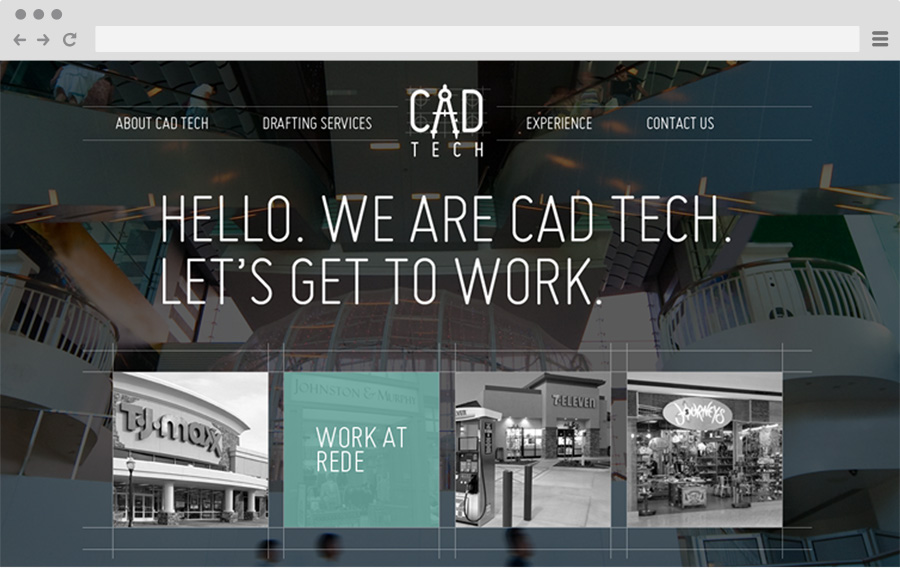 ABOUT CAD TECH
DRAFTING SERVICES
CAD
TECH
EXPERIENCE
CONTACT US
HELLO. WE ARE CAD TECH.
LET'S GET TO WORK.
T·J·maxx
JOHNSTON & MURPHY
WORK AT
REDE
7-ELEVEN
JOURNEYS